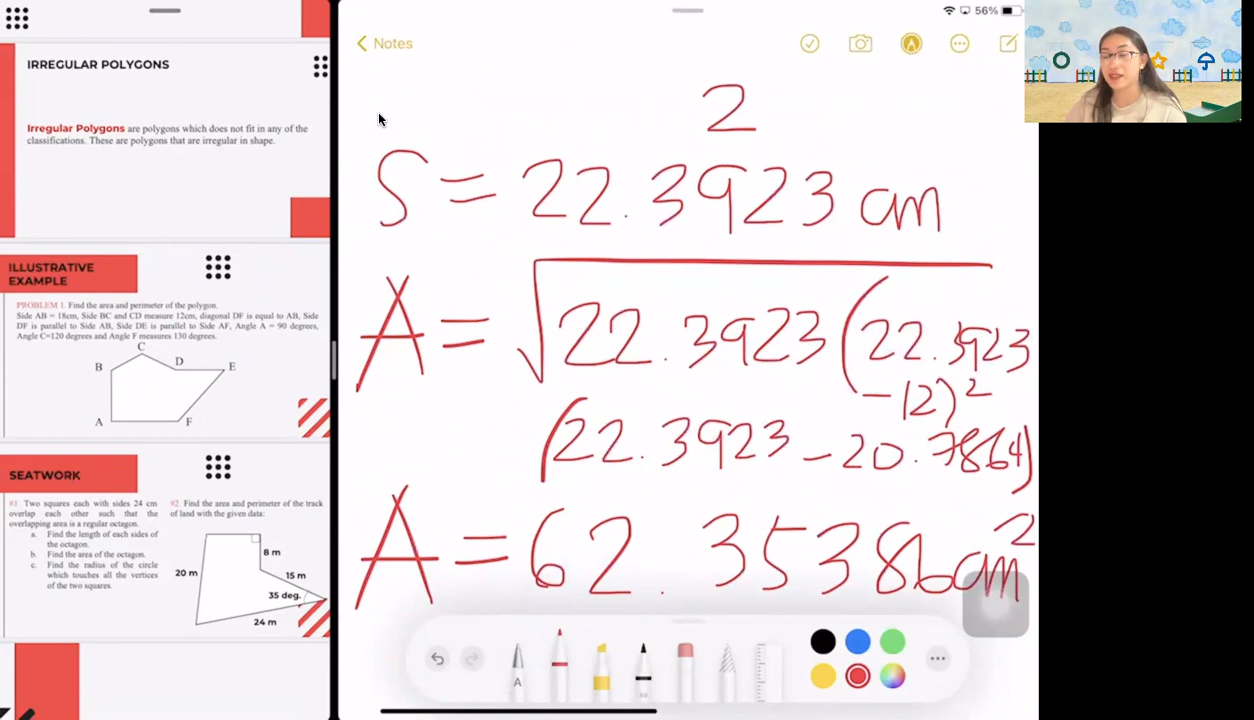 IRREGULAR POLYGONS
Irregular Polygons are polygons which does not fit in any of the
classifications. These are polygons that are irregular in shape.
ILLUSTRATIVE
EXAMPLE
PROBLEM 1. Find the area and perimeter of the polygon.
Side AB = 18cm, Side BC and CD measure 12cm, diagonal DF is equal to AB, Side
DF is parallel to Side AB, Side DE is parallel to Side AF, Angle A = 90 degrees,
Angle C=120 degrees and Angle F measures 130 degrees.
C
B
D
E
A
F
SEATWORK
#1. Two squares each with sides 24 cm
overlap each other such that the
overlapping area is a regular octagon.
a. Find the length of each sides of
the octagon.
b. Find the area of the octagon.
c. Find the radius of the circle
which touches all the vertices
of the two squares.
#2. Find the area and perimeter of the track
of land with the given data:
8 m
20 m
15 m
35 deg.
24 m
Notes
56%
2
S = 22.3923 cm
A = √22.3923 (22.3923
-12)²
(22.3923 - 20.7864)
A = 62.35386cm²
A
50